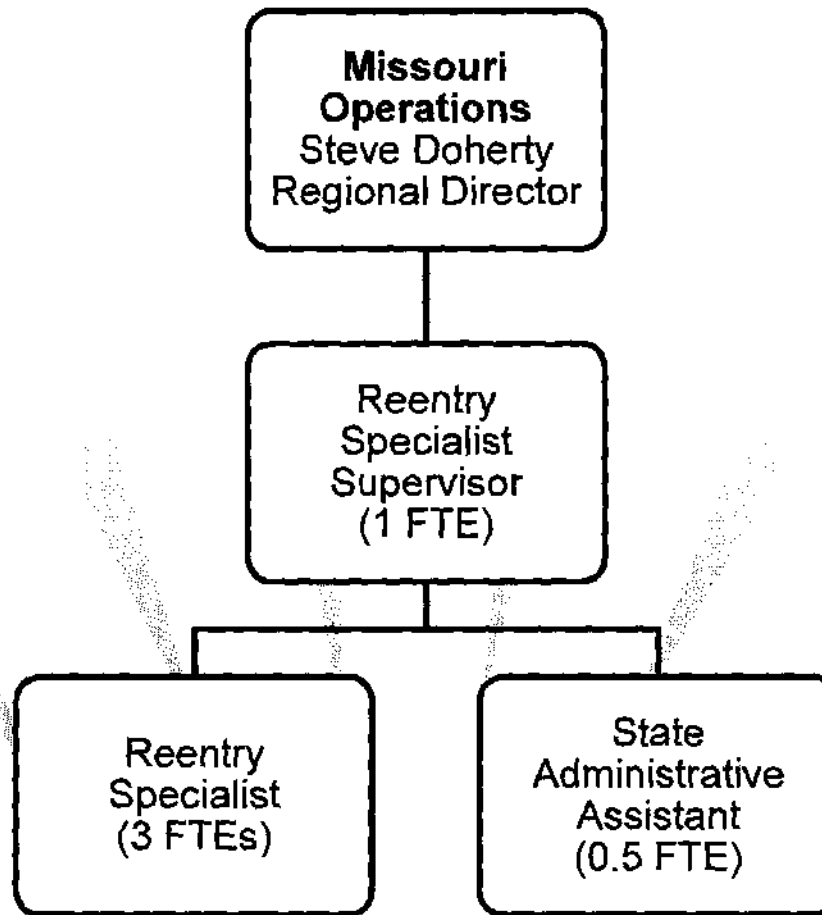 Missouri
Operations
Steve Doherty
Regional Director
Reentry
Specialist
Supervisor
(1 FTE)
Reentry
Specialist
(3 FTEs)
State
Administrative
Assistant
(0.5 FTE)